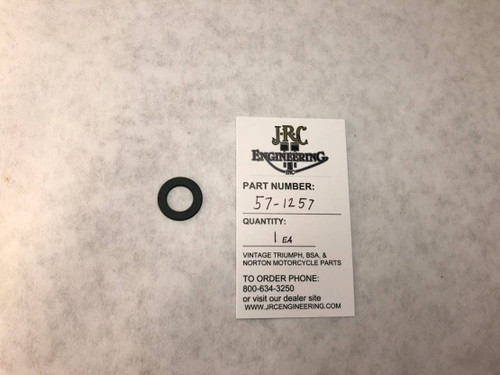 J·R·C
ENGINEERING
INC
PART NUMBER:
57-1257
QUANTITY:
1 EA
VINTAGE TRIUMPH, BSA, &
NORTON MOTORCYCLE PARTS
TO ORDER PHONE:
800-634-3250
or visit our dealer site
WWW.JRCENGINEERING.COM